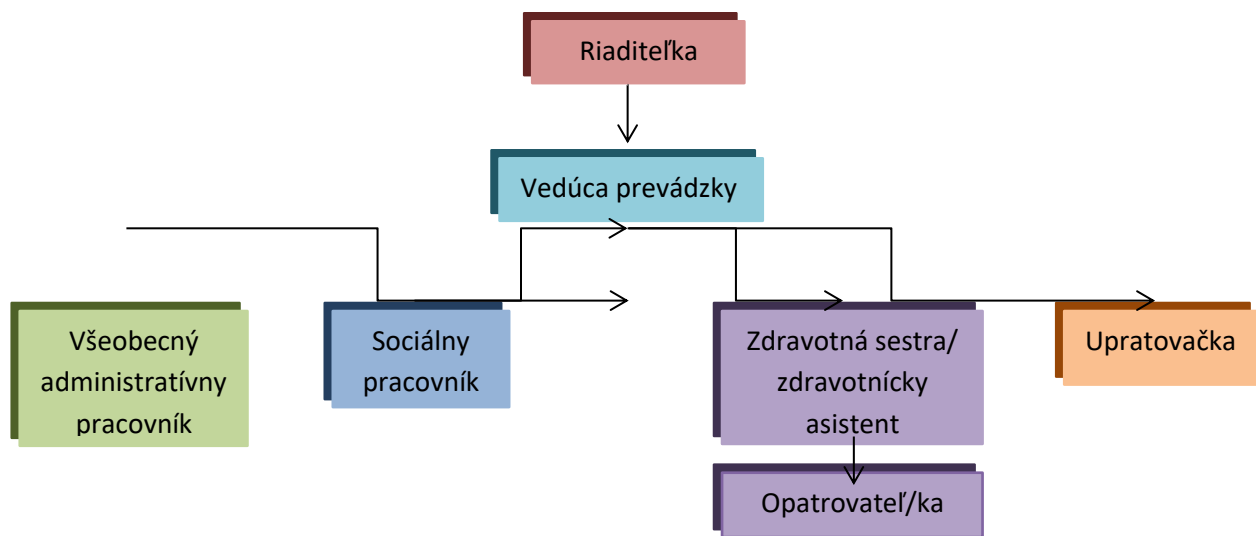 Riaditeľka
Vedúca prevádzky
Všeobecný
administratívny
pracovník
Sociálny
pracovník
Zdravotná sestra/
zdravotnícky
asistent
Upratovačka
Opatrovateľ/ka